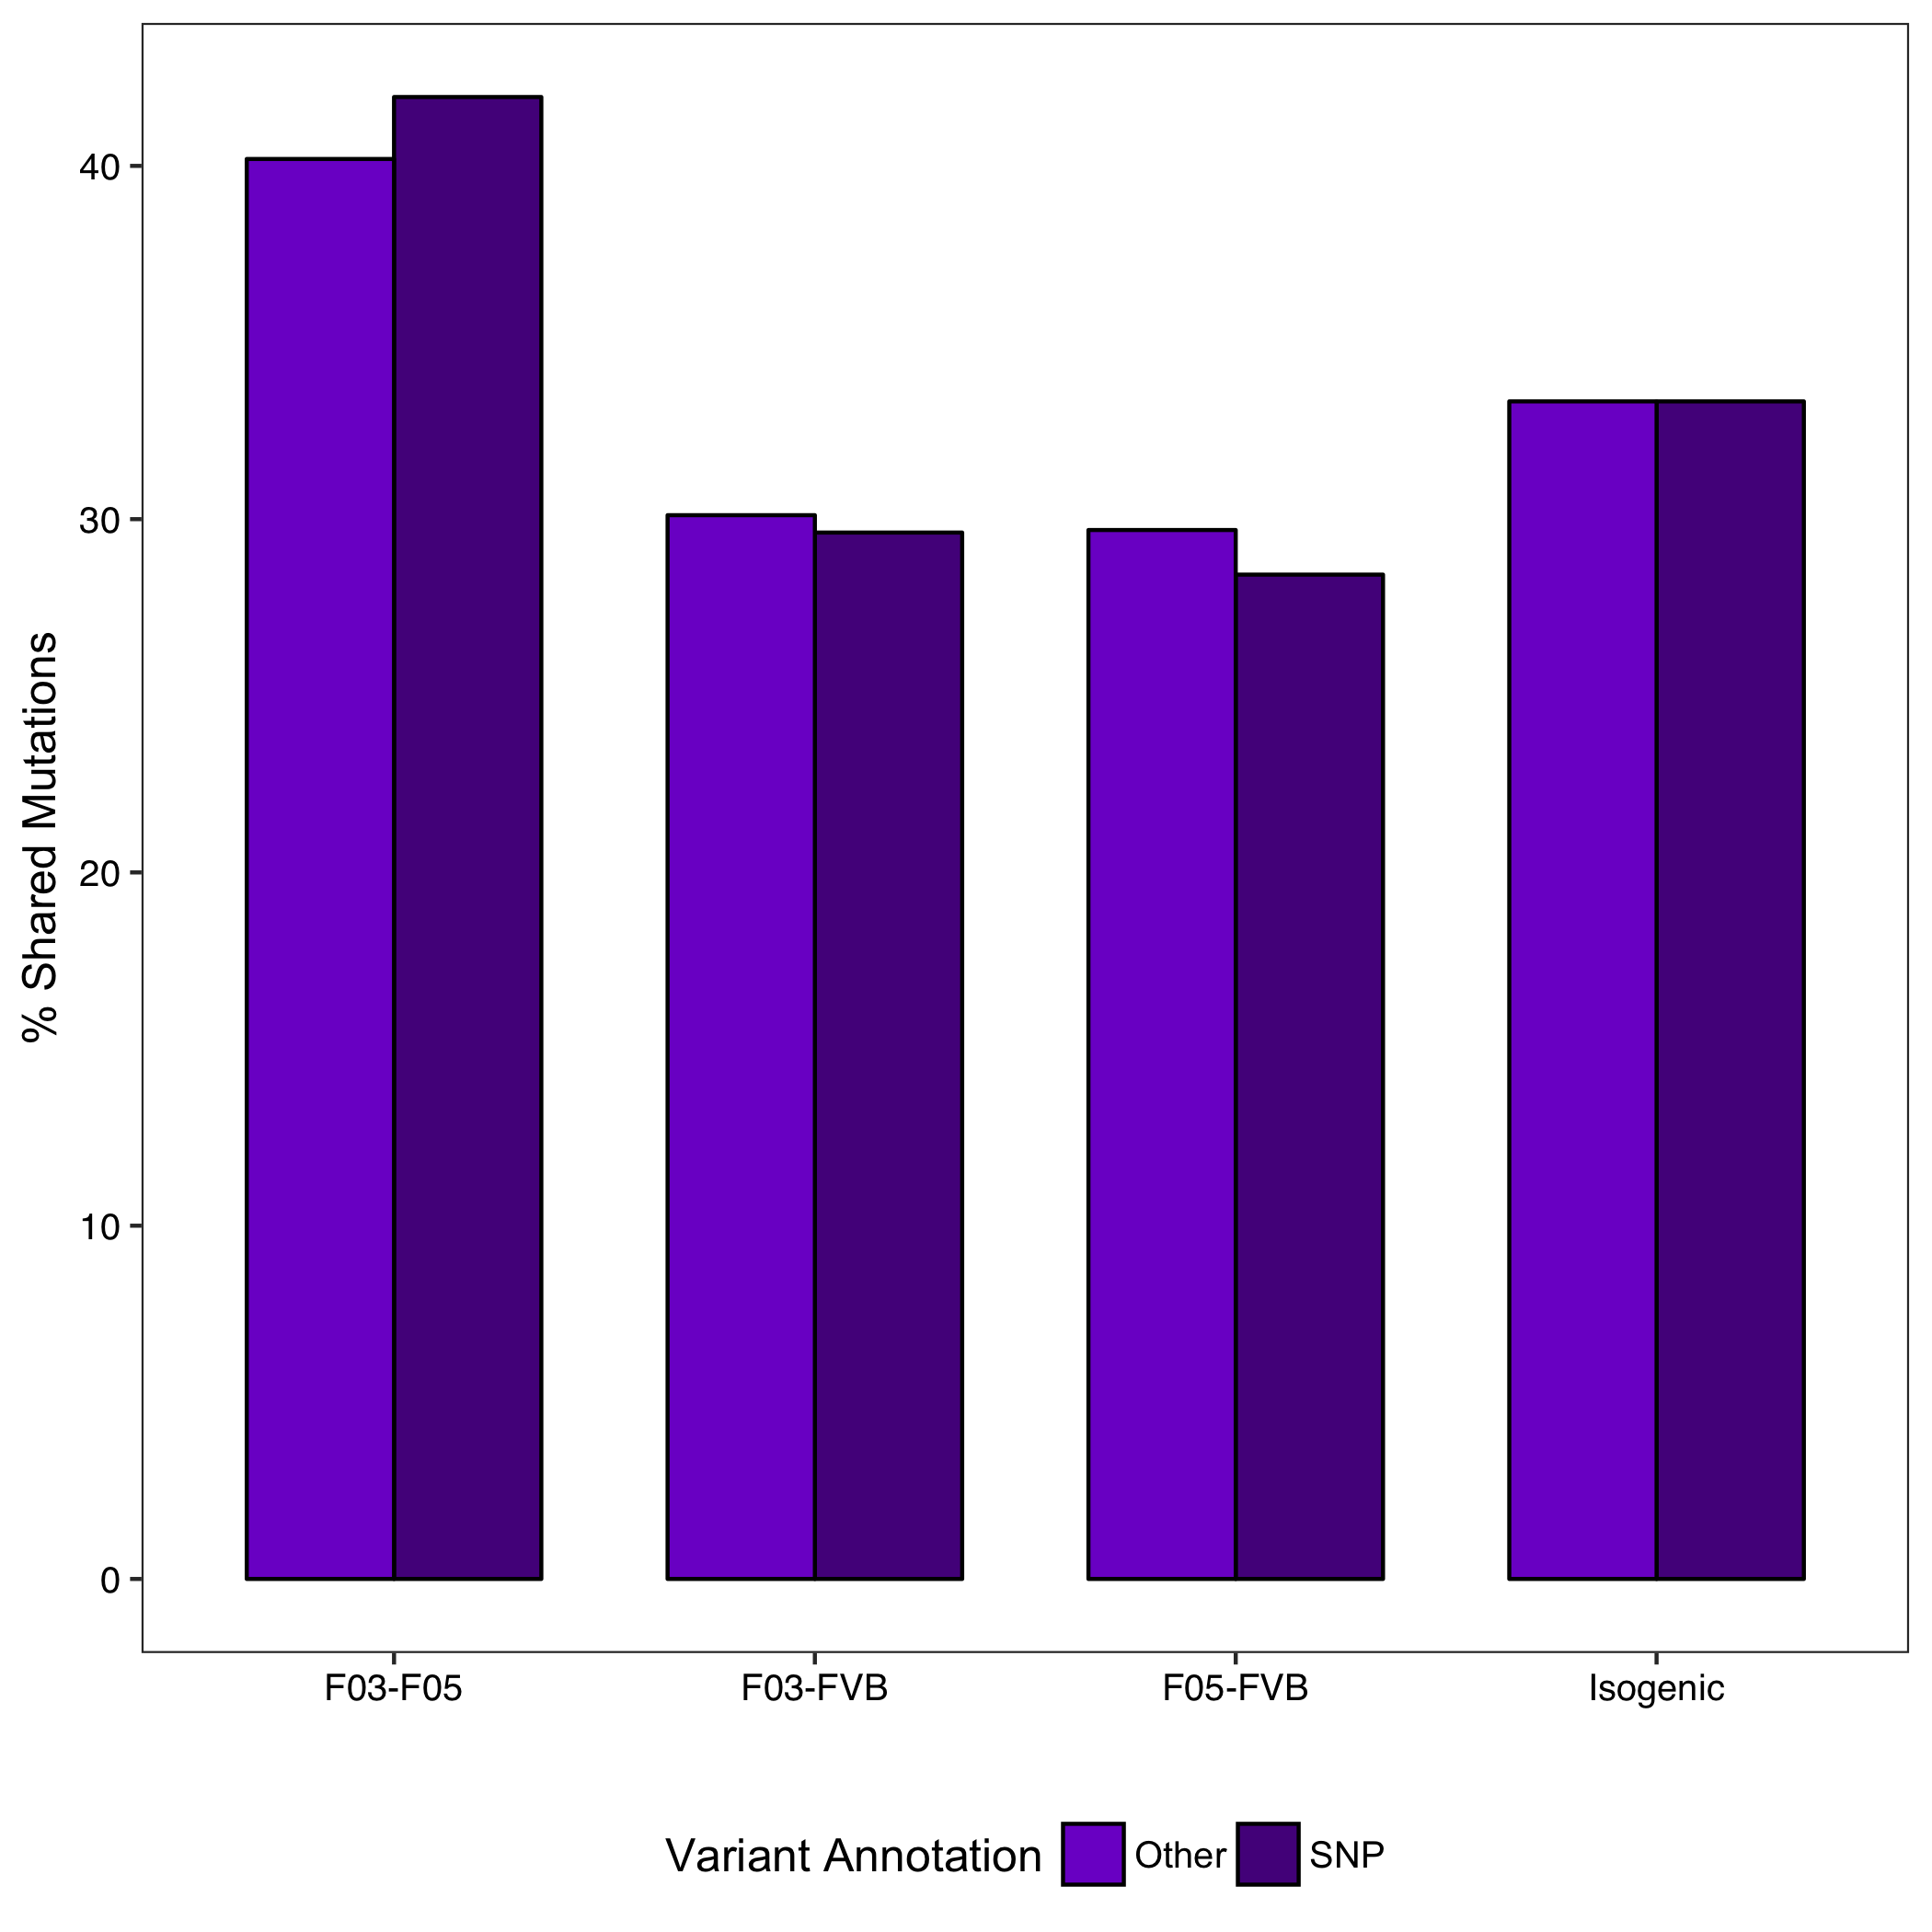 % Shared Mutations
40
30
20
10
0
F03-F05 F03-FVB F05-FVB Isogenic
Variant Annotation Other SNP